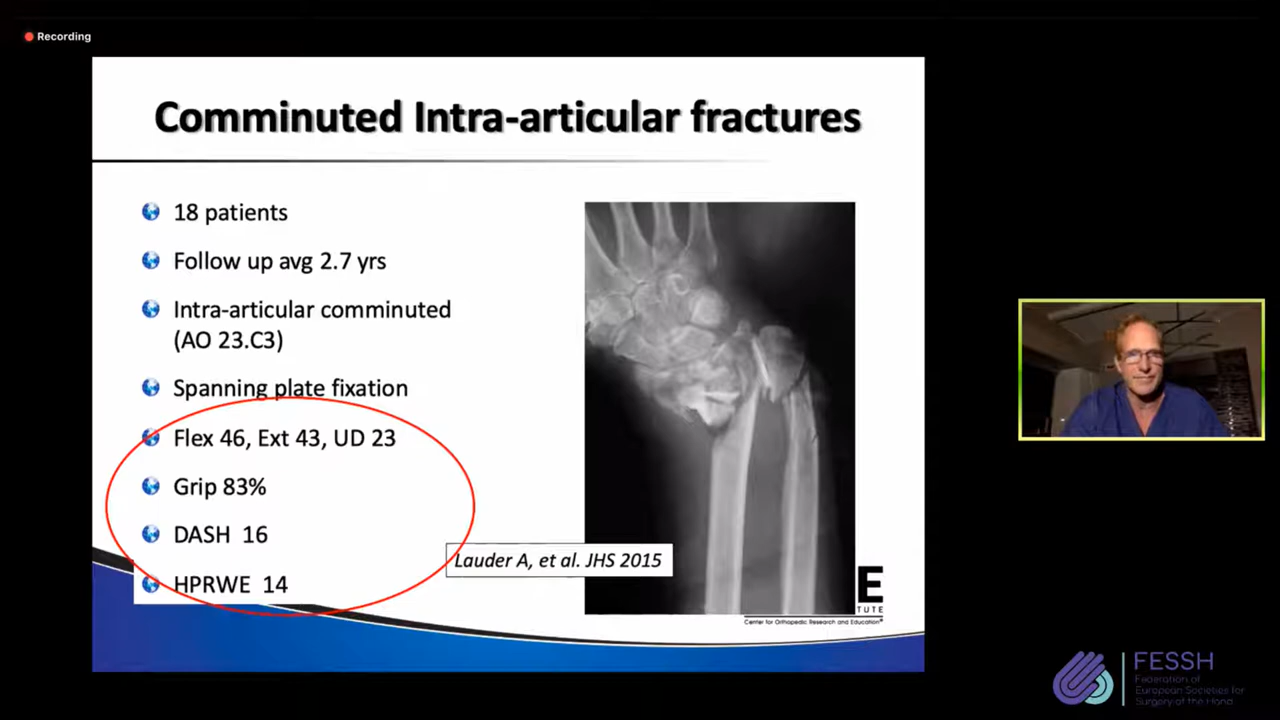 Recording
Comminuted Intra-articular fractures
18 patients
Follow up avg 2.7 yrs
Intra-articular comminuted
(AO 23.C3)
Spanning plate fixation
Flex 46, Ext 43, UD 23
Grip 83%
DASH 16
HPRWE 14
Lauder A, et al. JHS 2015
E
TUTE
Center for Orthopedic Research and Education®
FESSH
Federation of
European Societies for
Surgery of the Hand